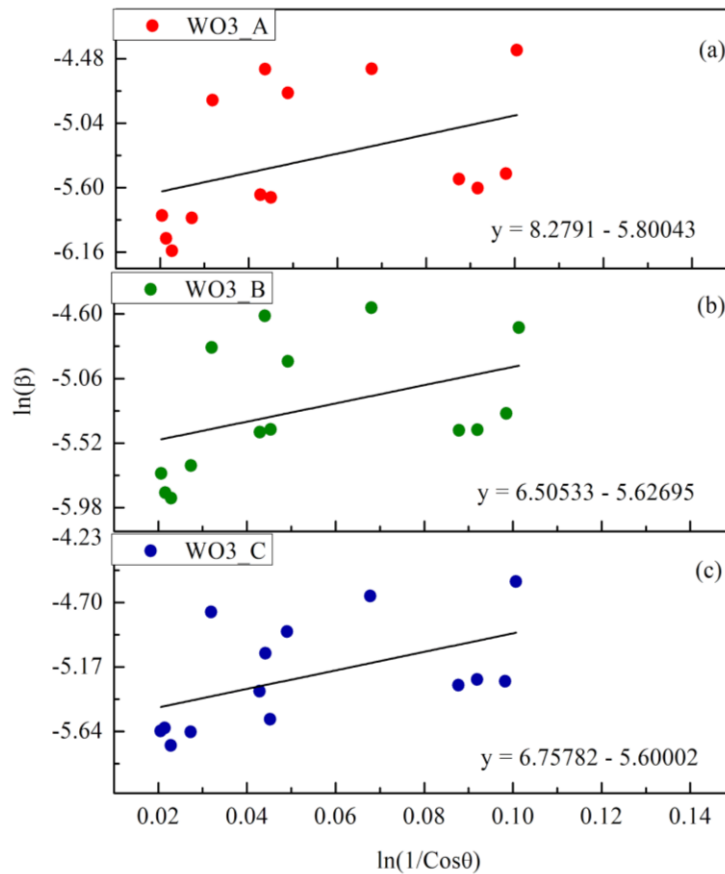 WO3_A
(a)
-4.48
-5.04
-5.60
-6.16
y = 8.2791 - 5.80043
WO3_B
(b)
-4.60
-5.06
-5.52
-5.98
y = 6.50533 - 5.62695
ln(β)
WO3_C
(c)
-4.23
-4.70
-5.17
-5.64
y = 6.75782 - 5.60002
0.02 0.04 0.06 0.08 0.10 0.12 0.14
ln(1/Cosθ)